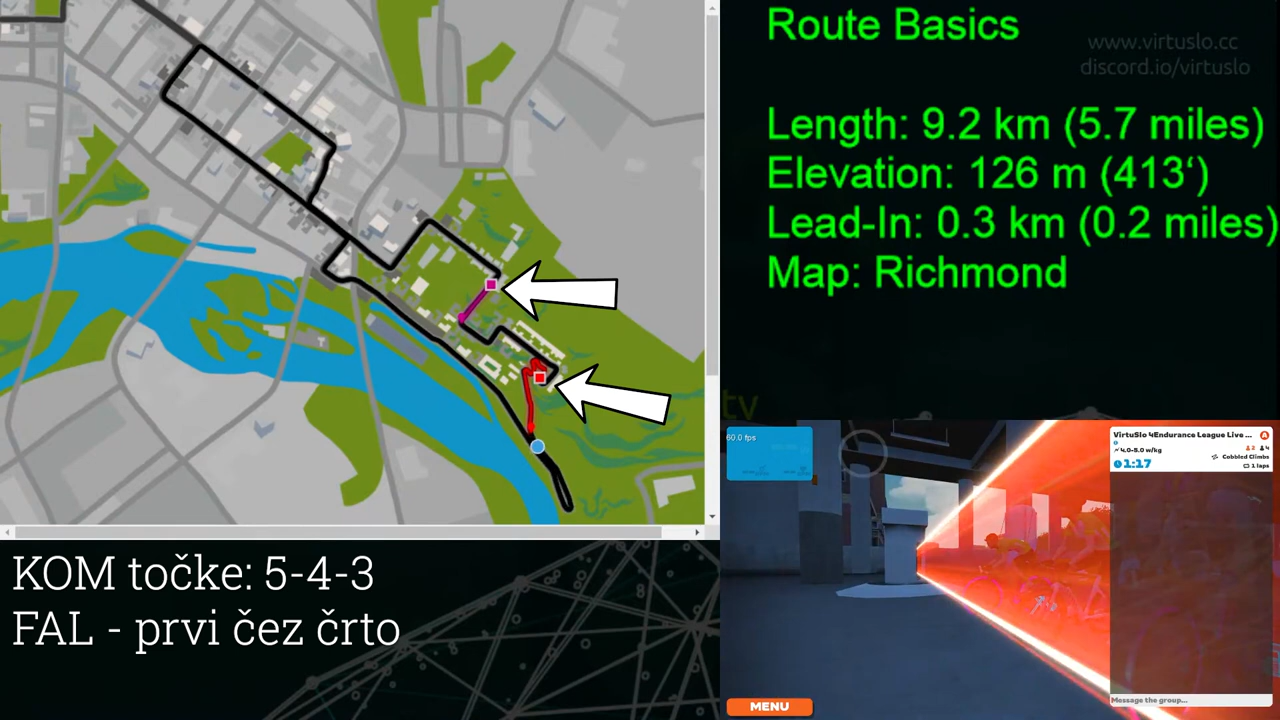 Route Basics
www.virtuslo.cc
discord.io/virtuslo
Length: 9.2 km (5.7 miles)
Elevation: 126 m (413‘)
Lead-In: 0.3 km (0.2 miles)
Map: Richmond
tv
60.0 fps
VirtuSlo 4Endurance League Live ...
A
4.0-5.0 w/kg
2 4
Cobbled Climbs
1:17
1 laps
Message the group...
MENU
KOM točke: 5-4-3
FAL - prvi čez črto